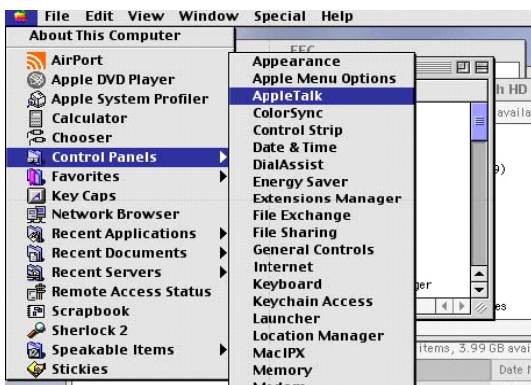 File Edit View Window Special Help
About This Computer
AirPort
Apple DVD Player
Apple System Profiler
Calculator
Chooser
Control Panels
Favorites
Key Caps
Network Browser
Recent Applications
Recent Documents
Recent Servers
Remote Access Status
Scrapbook
Sherlock 2
Speakable Items
Stickies
Appearance
Apple Menu Options
AppleTalk
ColorSync
Control Strip
Date & Time
DialAssist
Energy Saver
Extensions Manager
File Exchange
File Sharing
General Controls
Internet
Keyboard
Keychain Access
Launcher
Location Manager
MacIPX
Memory
h HD
availa
9)
ger
es
items, 3.99 GB avai
Date